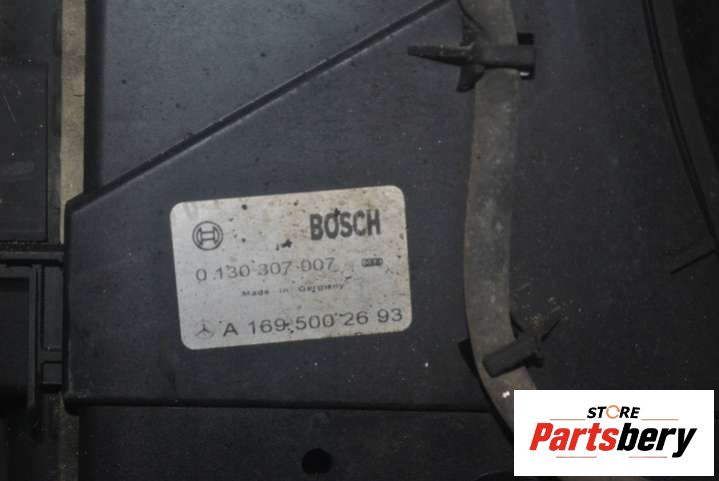 BOSCH
0 130 307 007
Made in Germany
A 169 500 26 93
STORE
Partsbery